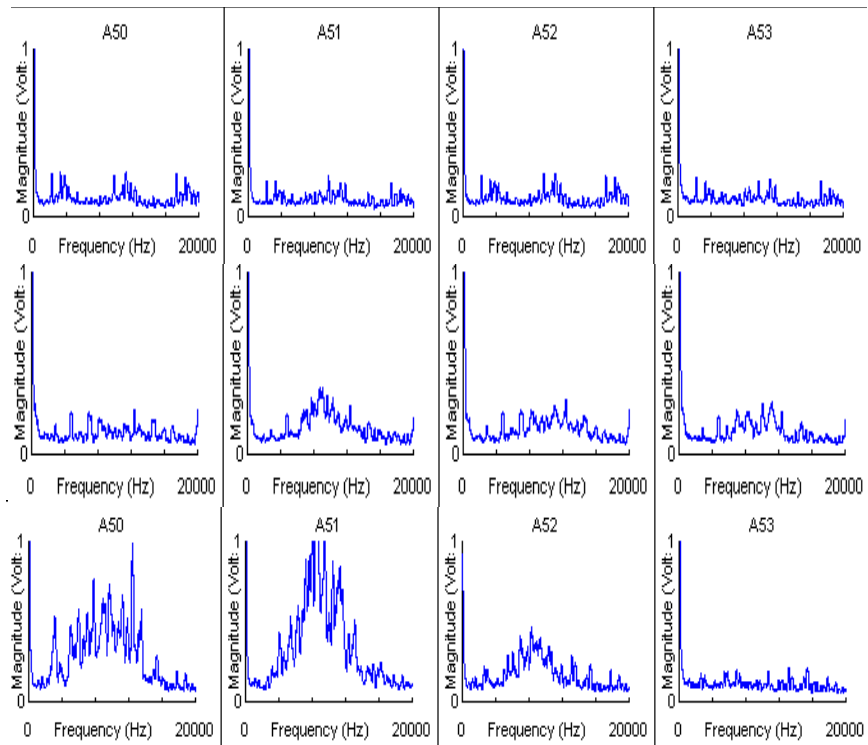 A50 A51 A52 A53
1 1 1 1
Magnitude (Volt: Magnitude (Volt: Magnitude (Volt: Magnitude (Volt:
0 0 0 0
0 Frequency (Hz) 20000 0 Frequency (Hz) 20000 0 Frequency (Hz) 20000 0 Frequency (Hz) 20000
1 1 1 1
Magnitude (Volt: Magnitude (Volt: Magnitude (Volt: Magnitude (Volt:
0 0 0 0
0 Frequency (Hz) 20000 0 Frequency (Hz) 20000 0 Frequency (Hz) 20000 0 Frequency (Hz) 20000
A50 A51 A52 A53
1 1 1 1
Magnitude (Volt: Magnitude (Volt: Magnitude (Volt: Magnitude (Volt:
0 0 0 0
0 Frequency (Hz) 20000 0 Frequency (Hz) 20000 0 Frequency (Hz) 20000 0 Frequency (Hz) 20000